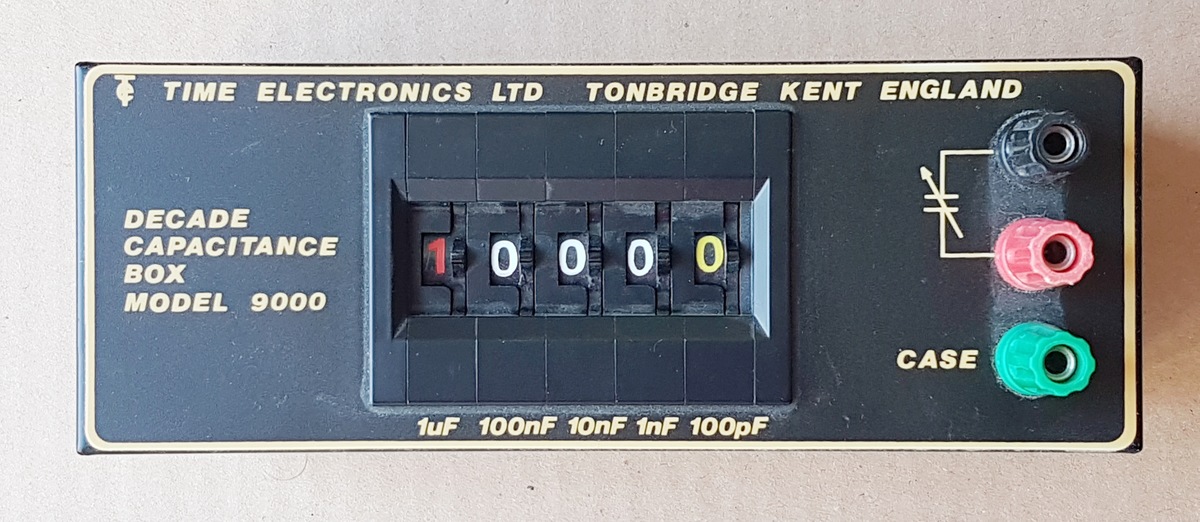 TIME ELECTRONICS LTD TONBRIDGE KENT ENGLAND
DECADE
CAPACITANCE
BOX
MODEL 9000
1 0 0 0 0
CASE
1uF 100nF 10nF 1nF 100pF